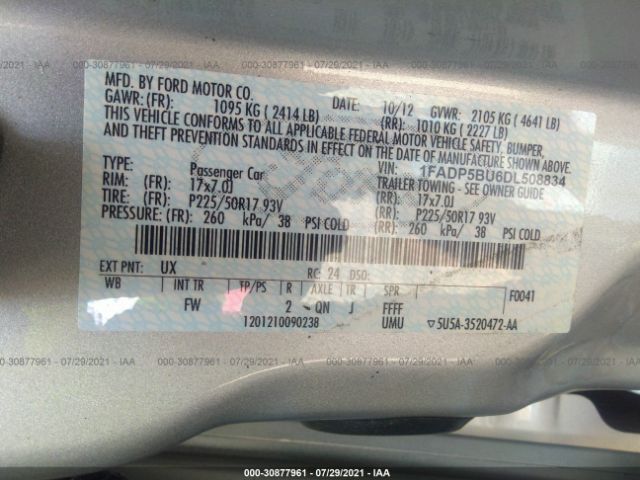 000-30877961 07/29/2021 - IAA
MFD. BY FORD MOTOR CO.
DATE: 10/12 GVWR: 2105 KG ( 4641 LB)
GAWR: (FR): 1095 KG ( 2414 LB) (RR): 1010 KG ( 2227 LB)
THIS VEHICLE CONFORMS TO ALL APPLICABLE FEDERAL MOTOR VEHICLE SAFETY, BUMPER,
AND THEFT PREVENTION STANDARDS IN EFFECT ON THE DATE OF MANUFACTURE SHOWN ABOVE.
VIN: 1FADP5BU6DL508834
TYPE: Passenger Car TRAILER TOWING - SEE OWNER GUIDE
RIM: (FR): 17x7.0J (RR): 17x7.0J
TIRE: (FR): P225/50R17 93V (RR): P225/50R17 93V
PRESSURE: (FR): 260 kPa/ 38 PSI COLD (RR): 260 kPa/ 38 PSI COLD
EXT PNT: UX RC: 24 DSO:
WB INT TR TP/PS R AXLE TR SPR F0041
FW 2 QN J FFFF
1201210090238 UMU ▽5U5A-3520472-AA
000-30877961 / 07/29/2021 / IAA